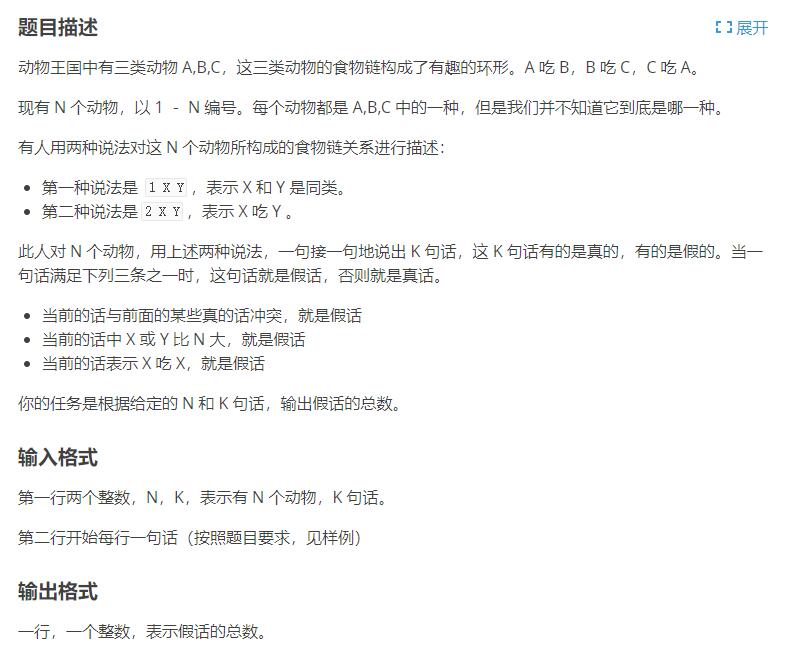 题目描述
展开
动物王国中有三类动物 A,B,C，这三类动物的食物链构成了有趣的环形。A 吃 B，B 吃 C，C 吃 A。
现有 N 个动物，以 1 - N 编号。每个动物都是 A,B,C 中的一种，但是我们并不知道它到底是哪一种。
有人用两种说法对这 N 个动物所构成的食物链关系进行描述：
• 第一种说法是 1 X Y，表示 X 和 Y 是同类。
• 第二种说法是 2 X Y，表示 X 吃 Y 。
此人对 N 个动物，用上述两种说法，一句接一句地说出 K 句话，这 K 句话有的是真的，有的是假的。当一
句话满足下列三条之一时，这句话就是假话，否则就是真话。
• 当前的话与前面的某些真的话冲突，就是假话
• 当前的话中 X 或 Y 比 N 大，就是假话
• 当前的话表示 X 吃 X，就是假话
你的任务是根据给定的 N 和 K 句话，输出假话的总数。
输入格式
第一行两个整数，N，K，表示有 N 个动物，K 句话。
第二行开始每行一句话（按照题目要求，见样例）
输出格式
一行，一个整数，表示假话的总数。